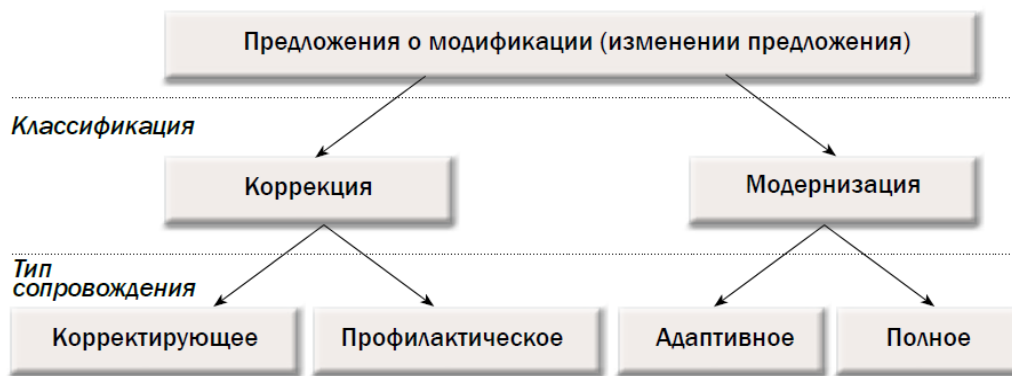 Предложения о модификации (изменении предложения)
Классификация
Коррекция
Модернизация
Тип
сопровождения
Корректирующее
Профилактическое
Адаптивное
Полное